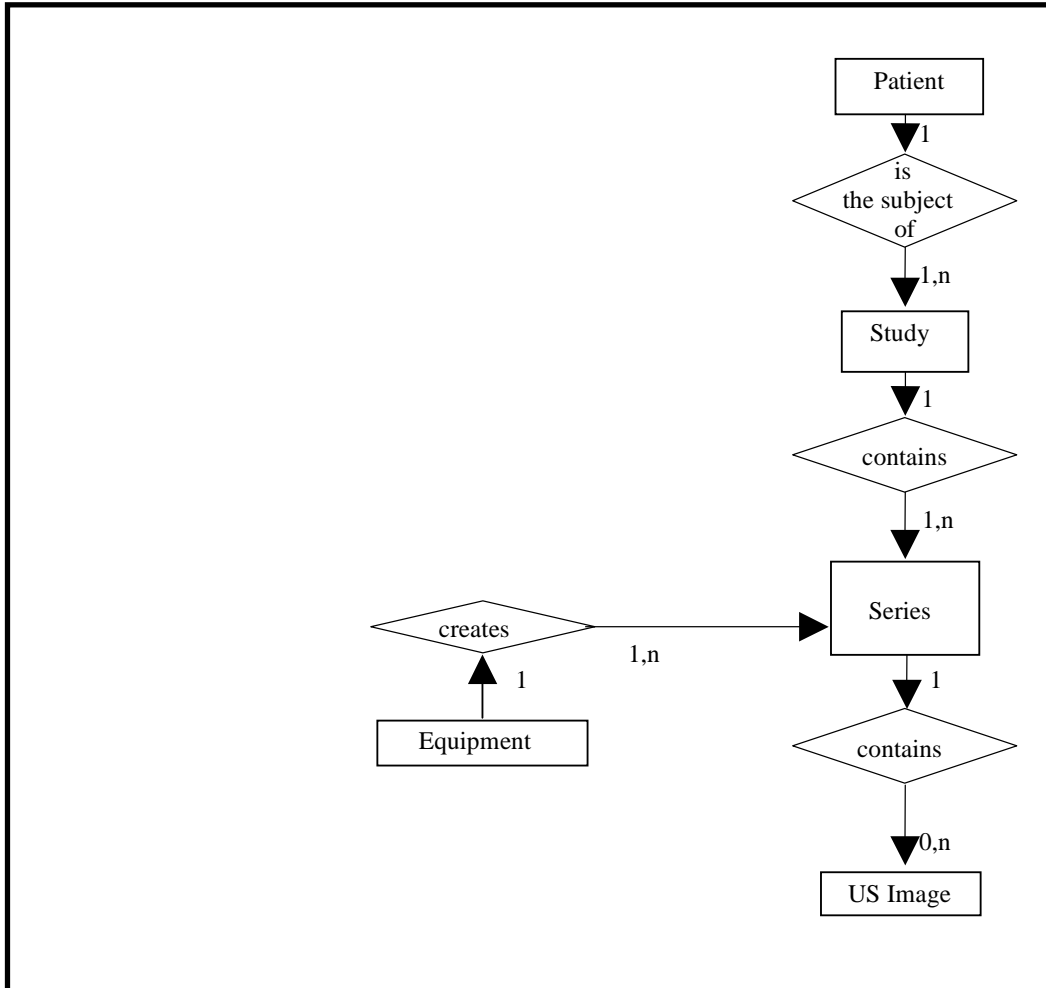 Patient
1
is
the subject
of
1,n
Study
1
contains
1,n
Series
creates
1,n
1
Equipment
1
contains
0,n
US Image